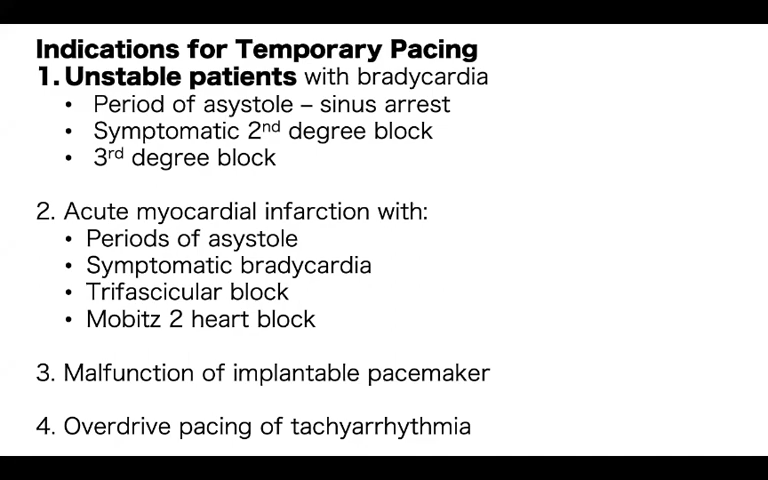 Indications for Temporary Pacing
1. Unstable patients with bradycardia
• Period of asystole – sinus arrest
• Symptomatic 2nd degree block
• 3rd degree block
2. Acute myocardial infarction with:
• Periods of asystole
• Symptomatic bradycardia
• Trifascicular block
• Mobitz 2 heart block
3. Malfunction of implantable pacemaker
4. Overdrive pacing of tachyarrhythmia